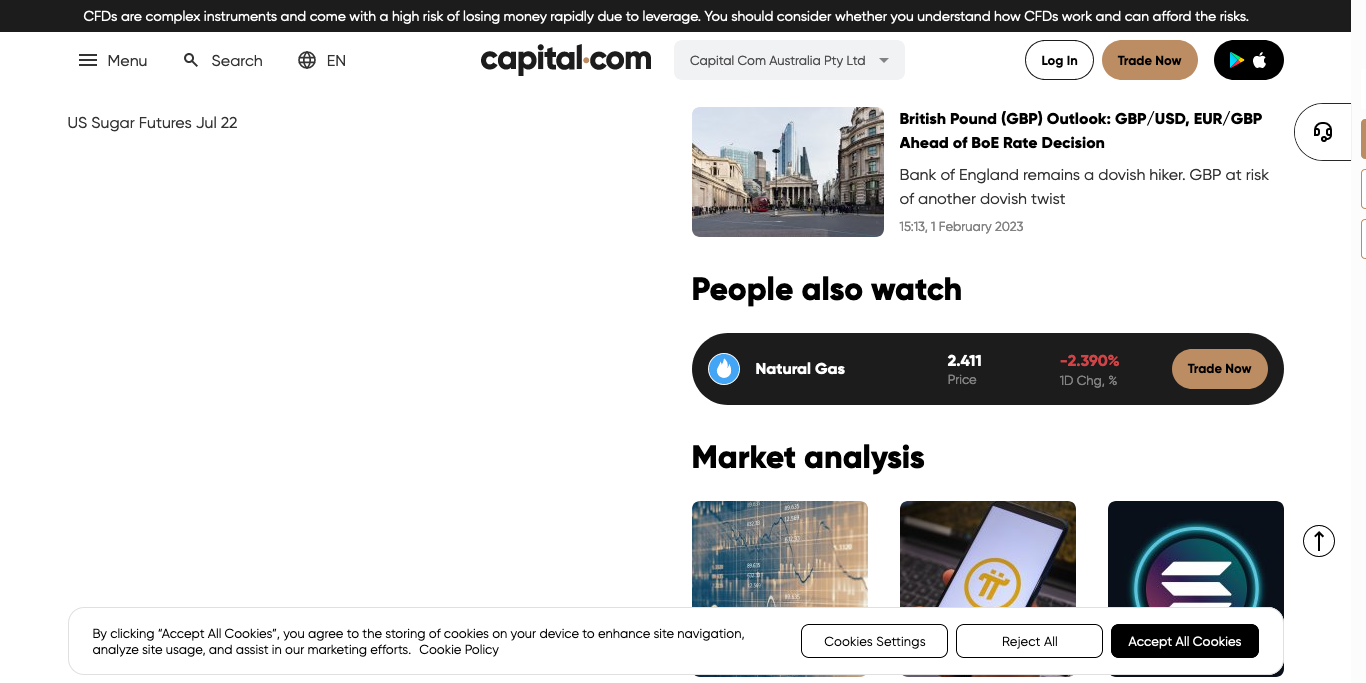 CFDs are complex instruments and come with a high risk of losing money rapidly due to leverage. You should consider whether you understand how CFDs work and can afford the risks.
Menu
Search
EN
capital.com
Capital Com Australia Pty Ltd
Log In
Trade Now
US Sugar Futures Jul 22
British Pound (GBP) Outlook: GBP/USD, EUR/GBP
Ahead of BoE Rate Decision
Bank of England remains a dovish hiker. GBP at risk
of another dovish twist
15:13, 1 February 2023
People also watch
Natural Gas
2.411
Price
-2.390%
1D Chg, %
Trade Now
Market analysis
By clicking “Accept All Cookies”, you agree to the storing of cookies on your device to enhance site navigation,
analyze site usage, and assist in our marketing efforts. Cookie Policy
Cookies Settings
Reject All
Accept All Cookies